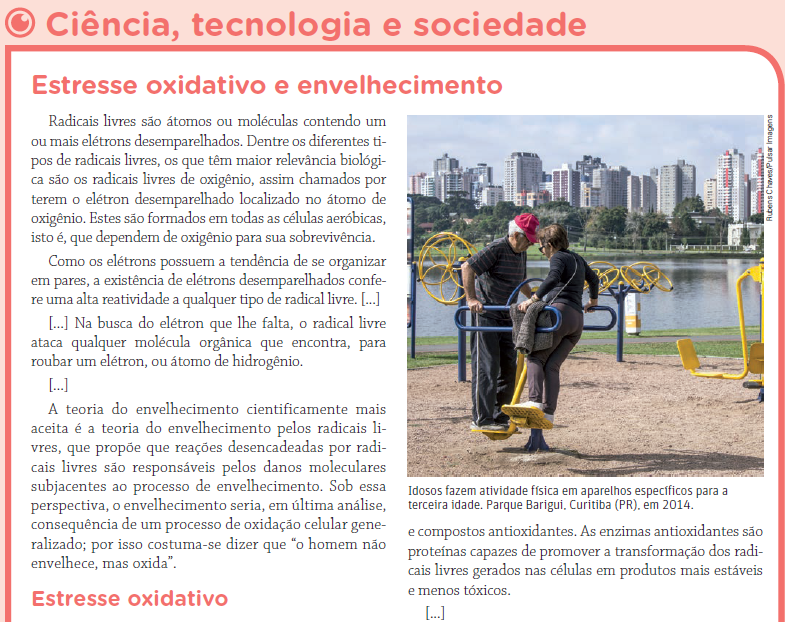 Ciência, tecnologia e sociedade
Estresse oxidativo e envelhecimento
Radicais livres são átomos ou moléculas contendo um
ou mais elétrons desemparelhados. Dentre os diferentes ti-
pos de radicais livres, os que têm maior relevância biológi-
ca são os radicais livres de oxigênio, assim chamados por
terem o elétron desemparelhado localizado no átomo de
oxigênio. Estes são formados em todas as células aeróbicas,
isto é, que dependem de oxigênio para sua sobrevivência.
Como os elétrons possuem a tendência de se organizar
em pares, a existência de elétrons desemparelhados confe-
re uma alta reatividade a qualquer tipo de radical livre. [...]
[...] Na busca do elétron que lhe falta, o radical livre
ataca qualquer molécula orgânica que encontra, para
roubar um elétron, ou átomo de hidrogênio.
[...]
A teoria do envelhecimento cientificamente mais
aceita é a teoria do envelhecimento pelos radicais li-
vres, que propõe que reações desencadeadas por radi-
cais livres são responsáveis pelos danos moleculares
subjacentes ao processo de envelhecimento. Sob essa
perspectiva, o envelhecimento seria, em última análise,
consequência de um processo de oxidação celular gene-
ralizado; por isso costuma-se dizer que “o homem não
envelhece, mas oxida”.
Estresse oxidativo
Rubens Chaves/Pulsar Imagens
Idosos fazem atividade física em aparelhos específicos para a
terceira idade. Parque Barigui, Curitiba (PR), em 2014.
e compostos antioxidantes. As enzimas antioxidantes são
proteínas capazes de promover a transformação dos radi-
cais livres gerados nas células em produtos mais estáveis
e menos tóxicos.
[...]